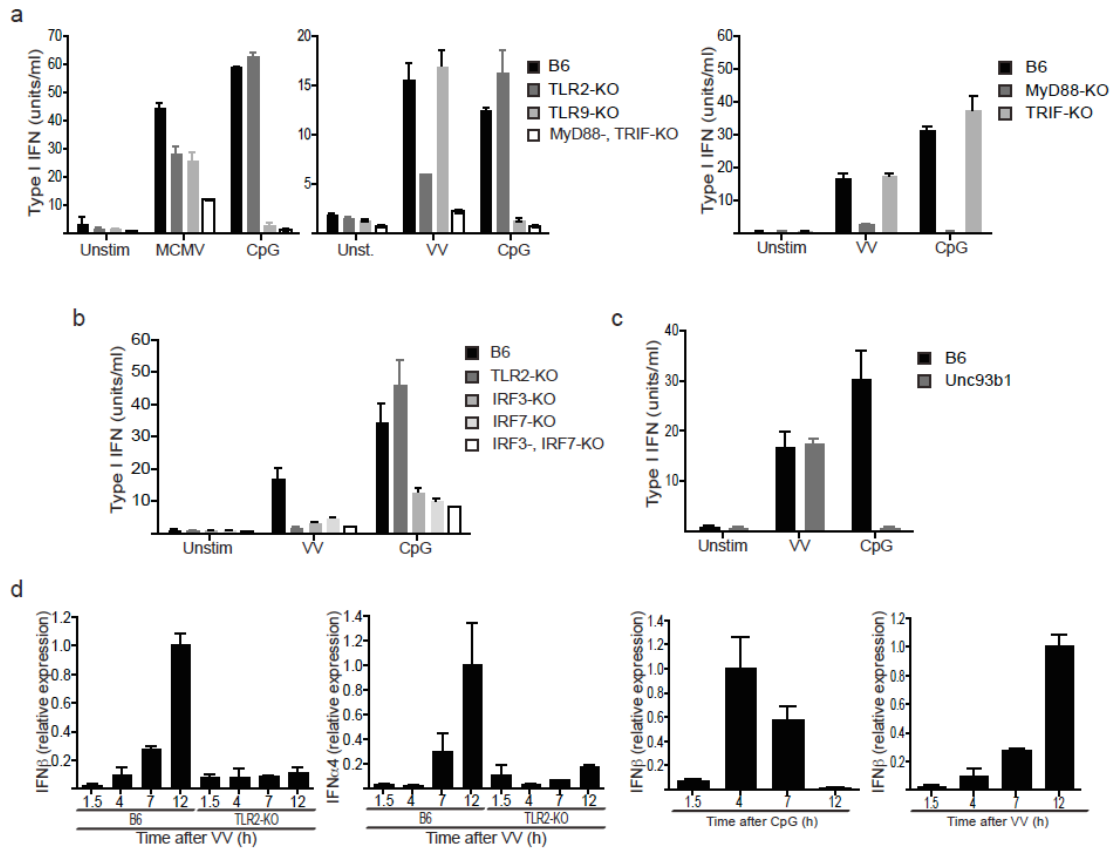 a
Type I IFN (units/ml)
70
60
50
40
30
20
10
Unstim MCMV CpG
20
15
10
5
Unst. VV CpG
B6
TLR2-KO
TLR9-KO
MyD88-, TRIF-KO
Type I IFN (units/ml)
60
50
40
30
20
10
Unstim VV CpG
B6
MyD88-KO
TRIF-KO
b
Type I IFN (units/ml)
60
50
40
30
20
10
Unstim VV CpG
B6
TLR2-KO
IRF3-KO
IRF7-KO
IRF3-, IRF7-KO
c
Type I IFN (units/ml)
40
30
20
10
Unstim VV CpG
B6
Unc93b1
d
IFNβ (relative expression)
1.2
1.0
0.8
0.6
0.4
0.2
1.5 4 7 12 1.5 4 7 12
B6 TLR2-KO
Time after VV (h)
IFNα4 (relative expression)
1.4
1.2
1.0
0.8
0.6
0.4
0.2
1.5 4 7 12 1.5 4 7 12
B6 TLR2-KO
Time after VV (h)
IFNβ (relative expression)
1.4
1.2
1.0
0.8
0.6
0.4
0.2
1.5 4 7 12
Time after CpG (h)
IFNβ (relative expression)
1.2
1.0
0.8
0.6
0.4
0.2
1.5 4 7 12
Time after VV (h)